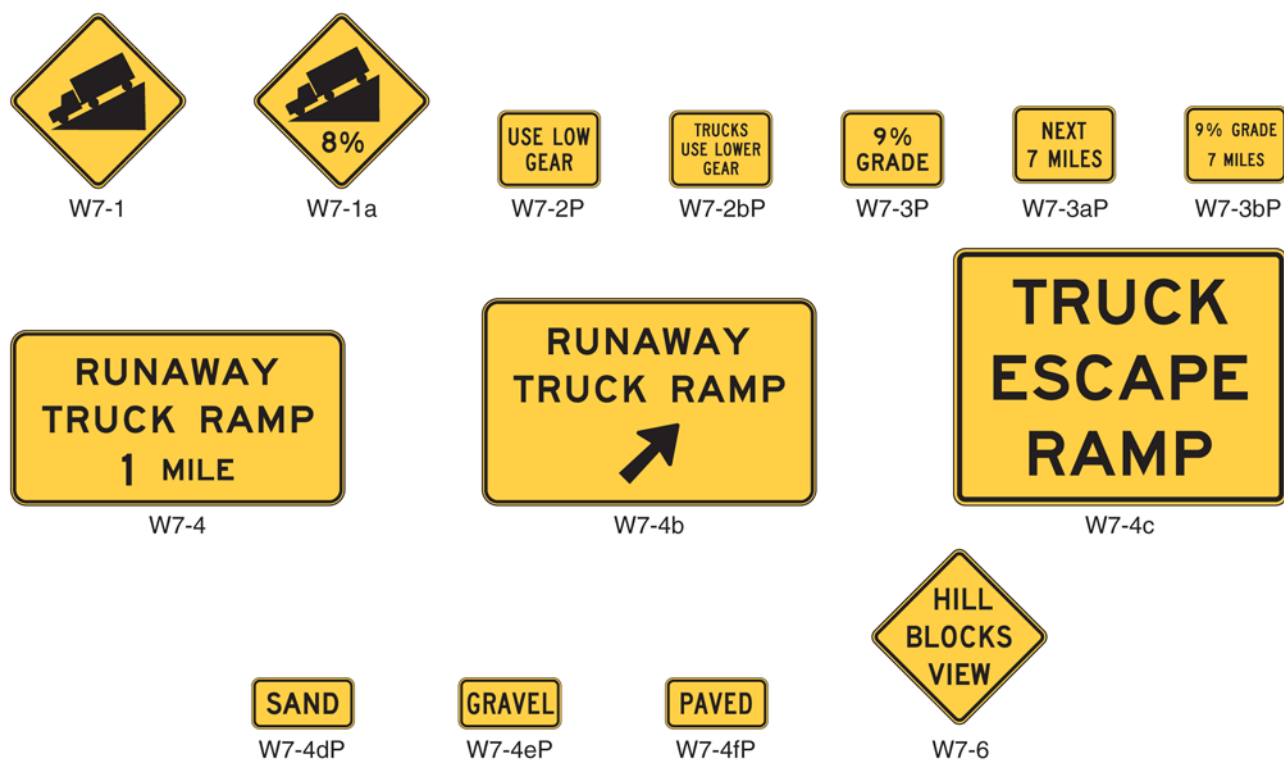 8%
USE LOW
GEAR
TRUCKS
USE LOWER
GEAR
9%
GRADE
NEXT
7 MILES
9% GRADE
7 MILES
W7-1
W7-1a
W7-2P
W7-2bP
W7-3P
W7-3aP
W7-3bP
RUNAWAY
TRUCK RAMP
1 MILE
W7-4
RUNAWAY
TRUCK RAMP
W7-4b
TRUCK
ESCAPE
RAMP
W7-4c
SAND
W7-4dP
GRAVEL
W7-4eP
PAVED
W7-4fP
HILL
BLOCKS
VIEW
W7-6